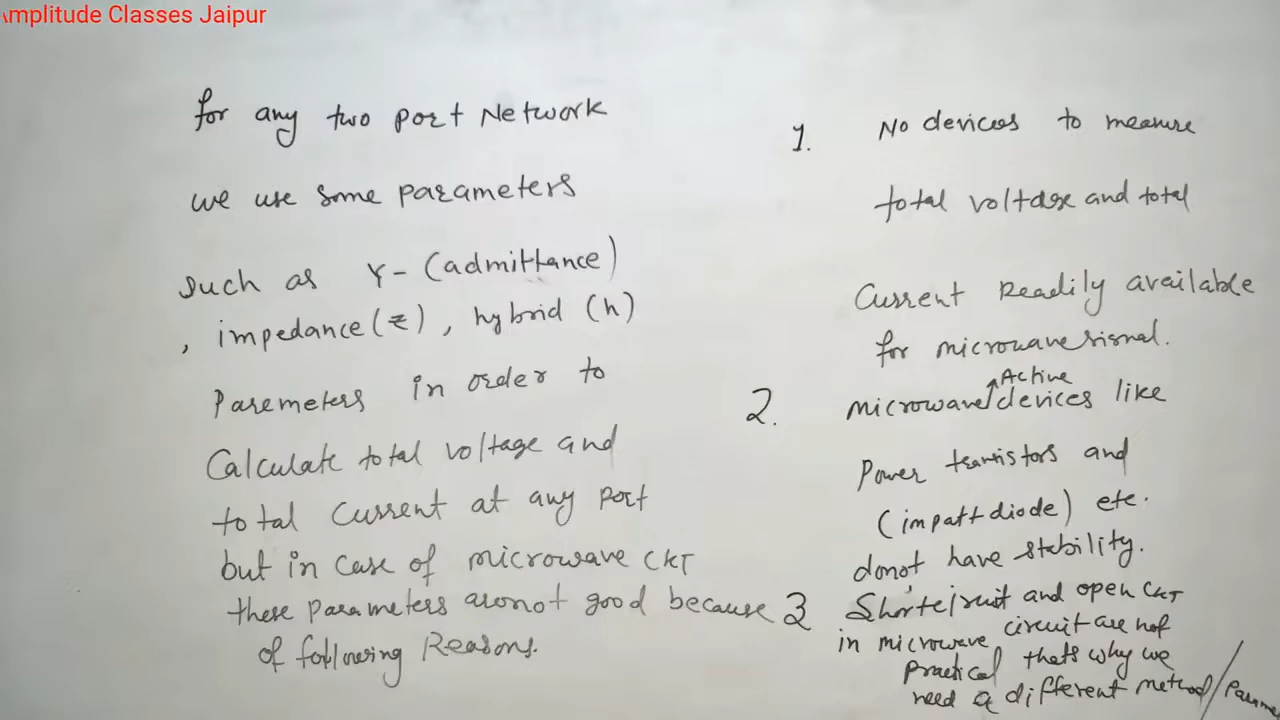 Amplitude Classes Jaipur
for any two port Network
we use some parameters
such as Y- (admittance)
, impedance (z), hybrid (h)
Paremeters in order to
Calculate total voltage and
total Current at any port
but in case of microwave CKT
these parameters are not good because
of following Reasons.
1. No devices to measure
total voltage and total
Current Readily available
for microwave signal.
Active
2. microwave devices like
Power transistors and
(impatt diode) etc.
donot have stability.
3 Shortcircuit and open CKT
in microwave circuit are not
practical thats why we
need a different method/Parame